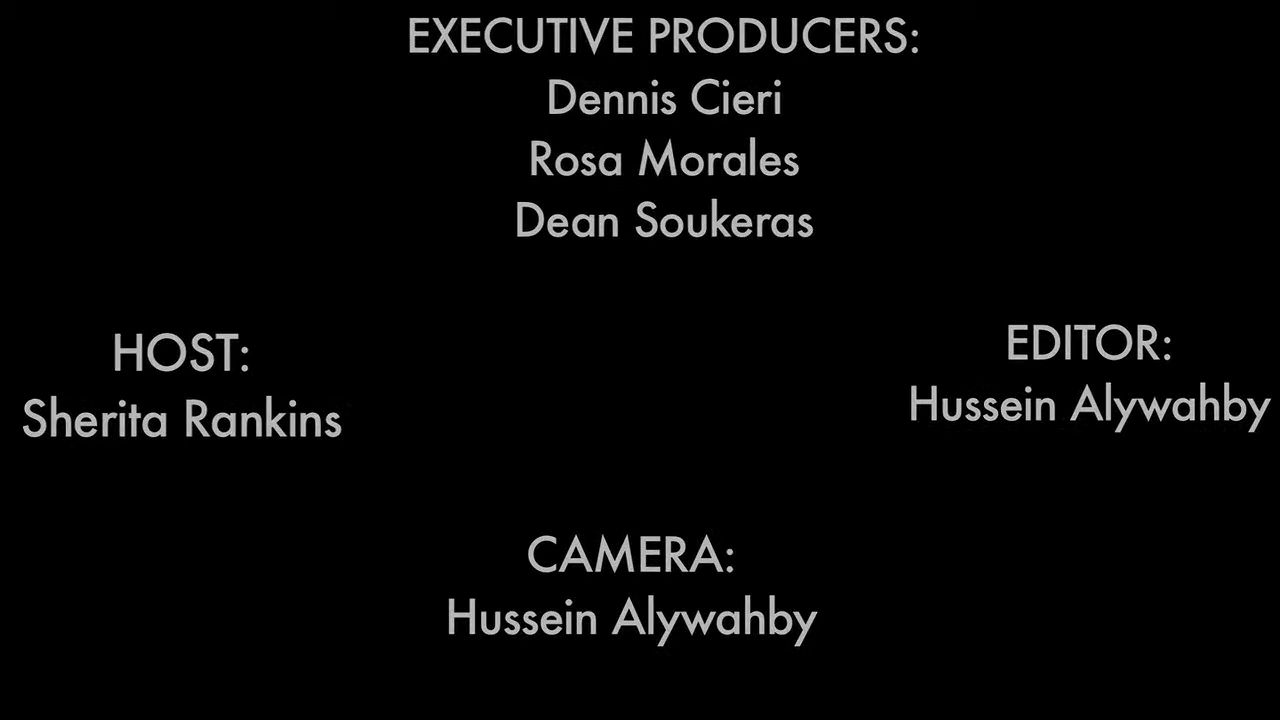 EXECUTIVE PRODUCERS:
Dennis Cieri
Rosa Morales
Dean Soukeras
HOST:
Sherita Rankins
EDITOR:
Hussein Alywahby
CAMERA:
Hussein Alywahby